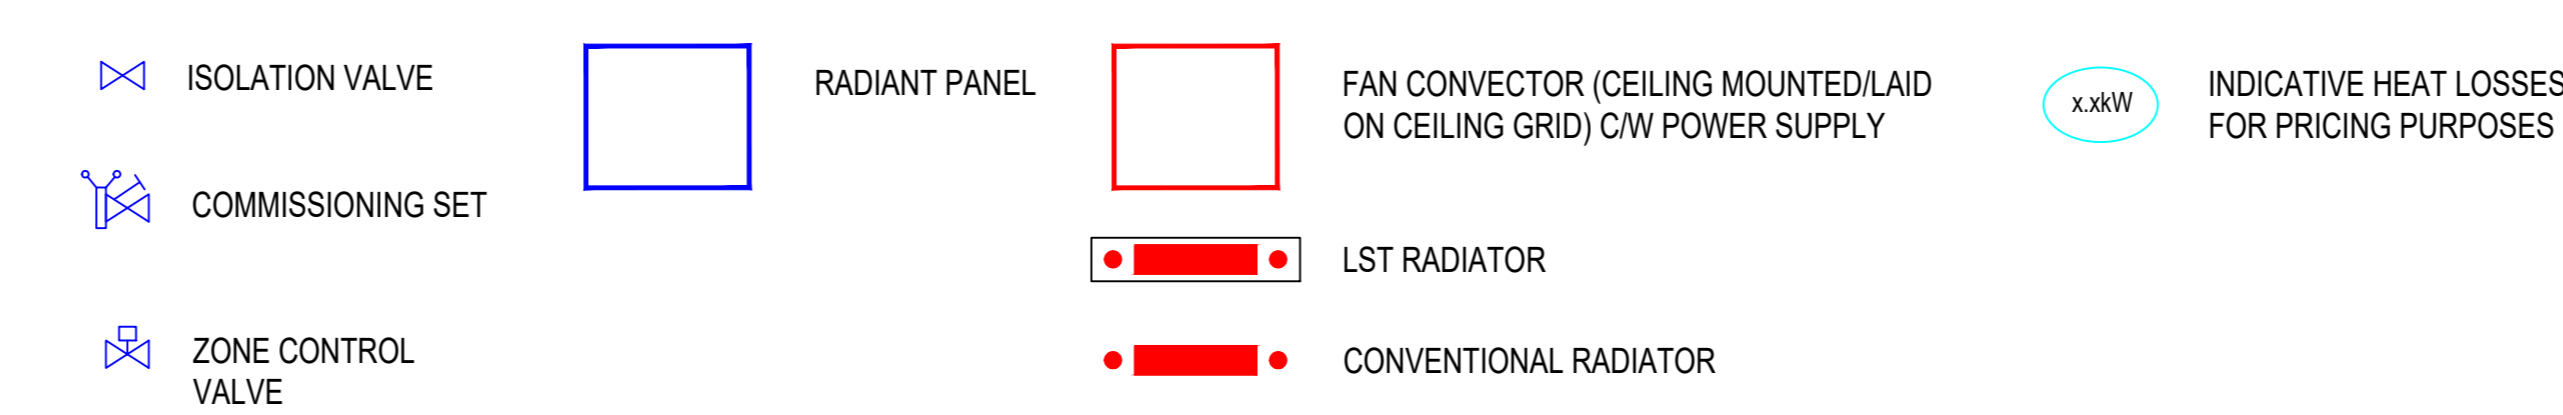 ISOLATION VALVE
COMMISSIONING SET
ZONE CONTROL
VALVE
RADIANT PANEL
FAN CONVECTOR (CEILING MOUNTED/LAID
ON CEILING GRID) C/W POWER SUPPLY
LST RADIATOR
CONVENTIONAL RADIATOR
x.xkW
INDICATIVE HEAT LOSSES
FOR PRICING PURPOSES